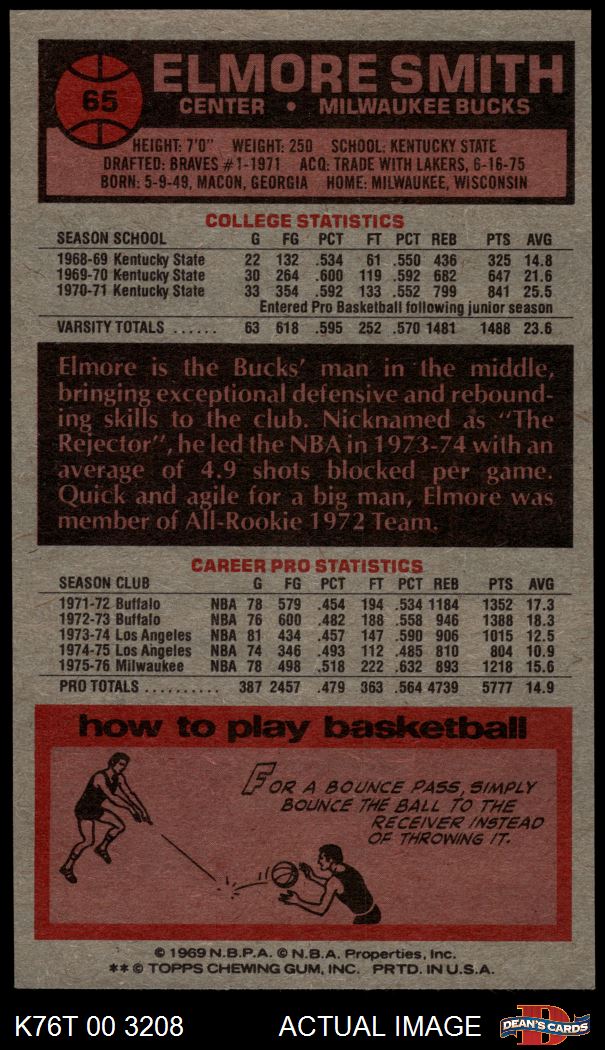 65
ELMORE SMITH
CENTER • MILWAUKEE BUCKS
HEIGHT: 7'0" WEIGHT: 250 SCHOOL: KENTUCKY STATE
DRAFTED: BRAVES #1-1971 ACQ: TRADE WITH LAKERS, 6-16-75
BORN: 5-9-49, MACON, GEORGIA HOME: MILWAUKEE, WISCONSIN
COLLEGE STATISTICS
SEASON SCHOOL G FG PCT FT PCT REB PTS AVG
1968-69 Kentucky State 22 132 .534 61 .550 436 325 14.8
1969-70 Kentucky State 30 264 .600 119 .592 682 647 21.6
1970-71 Kentucky State 33 354 .592 133 .552 799 841 25.5
Entered Pro Basketball following junior season
VARSITY TOTALS ...... 63 618 .595 252 .570 1481 1488 23.6
Elmore is the Bucks' man in the middle,
bringing exceptional defensive and rebound-
ing skills to the club. Nicknamed as "The
Rejector", he led the NBA in 1973-74 with an
average of 4.9 shots blocked per game.
Quick and agile for a big man, Elmore was
member of All-Rookie 1972 Team.
CAREER PRO STATISTICS
SEASON CLUB G FG PCT FT PCT REB PTS AVG
1971-72 Buffalo NBA 78 579 .454 194 .534 1184 1352 17.3
1972-73 Buffalo NBA 76 600 .482 188 .558 946 1388 18.3
1973-74 Los Angeles NBA 81 434 .457 147 .590 906 1015 12.5
1974-75 Los Angeles NBA 74 346 .493 112 .485 810 804 10.9
1975-76 Milwaukee NBA 78 498 .518 222 .632 893 1218 15.6
PRO TOTALS .......... 387 2457 .479 363 .564 4739 5777 14.9
how to play basketball
FOR A BOUNCE PASS, SIMPLY
BOUNCE THE BALL TO THE
RECEIVER INSTEAD
OF THROWING IT.
© 1969 N.B.P.A. © N.B.A. Properties, Inc.
** © TOPPS CHEWING GUM, INC. PRTD. IN U.S.A.
K76T 00 3208 ACTUAL IMAGE
D
DEAN'S CARDS